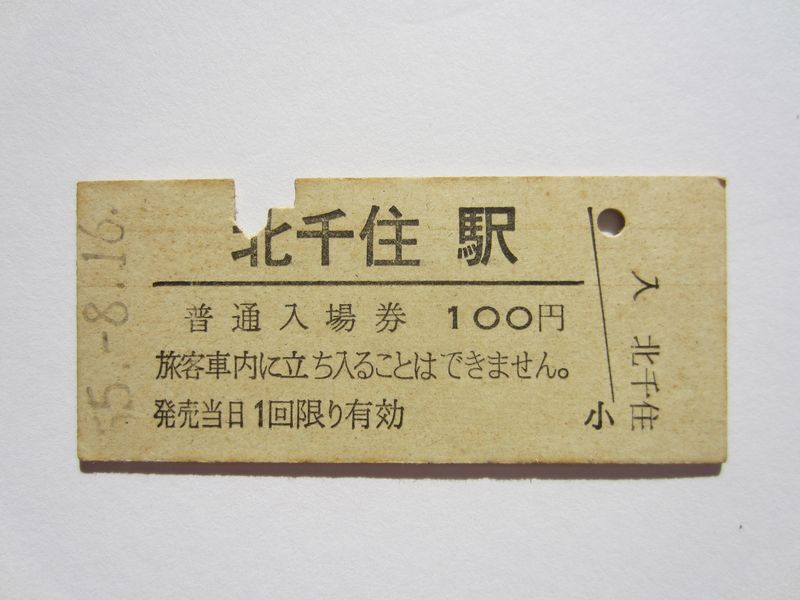 北千住駅
普通入場券 100円
旅客車内に立ち入ることはできません。
発売当日1回限り有効
小
入 北千住
55.-8.16.